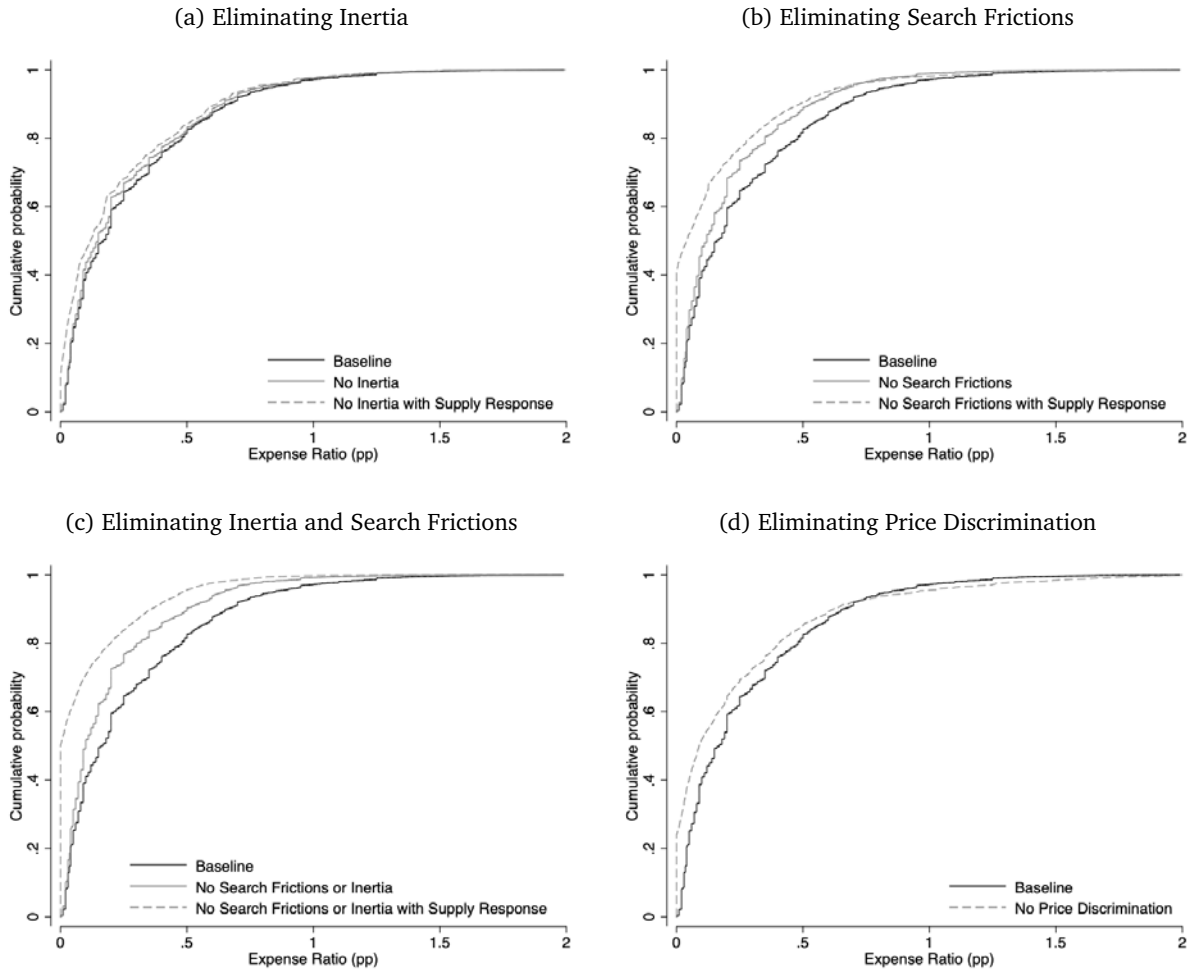 (a) Eliminating Inertia
Cumulative probability
0 .2 .4 .6 .8 1
Baseline
No Inertia
No Inertia with Supply Response
0 .5 1 1.5 2
Expense Ratio (pp)
(b) Eliminating Search Frictions
Cumulative probability
0 .2 .4 .6 .8 1
Baseline
No Search Frictions
No Search Frictions with Supply Response
0 .5 1 1.5 2
Expense Ratio (pp)
(c) Eliminating Inertia and Search Frictions
Cumulative probability
0 .2 .4 .6 .8 1
Baseline
No Search Frictions or Inertia
No Search Frictions or Inertia with Supply Response
0 .5 1 1.5 2
Expense Ratio (pp)
(d) Eliminating Price Discrimination
Cumulative probability
0 .2 .4 .6 .8 1
Baseline
No Price Discrimination
0 .5 1 1.5 2
Expense Ratio (pp)